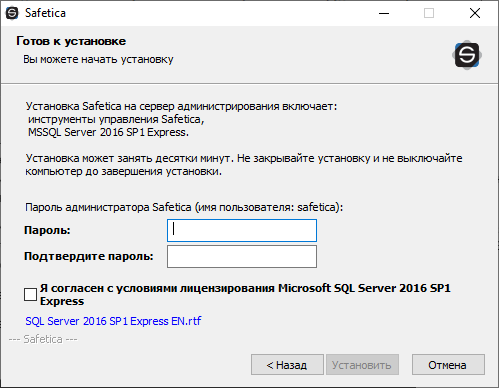 Safetica
Готов к установке
Вы можете начать установку
Установка Safetica на сервер администрирования включает:
инструменты управления Safetica,
MSSQL Server 2016 SP1 Express.
Установка может занять десятки минут. Не закрывайте установку и не выключайте
компьютер до завершения установки.
Пароль администратора Safetica (имя пользователя: safetica):
Пароль:
Подтвердите пароль:
Я согласен с условиями лицензирования Microsoft SQL Server 2016 SP1
Express
SQL Server 2016 SP1 Express EN.rtf
--- Safetica ---
< Назад
Установить
Отмена